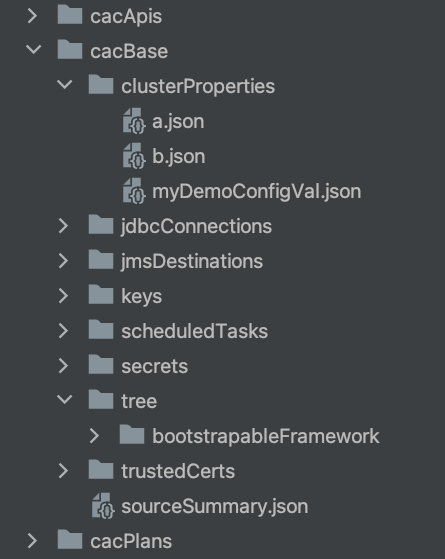 cacApis
cacBase
clusterProperties
a.json
b.json
myDemoConfigVal.json
jdbcConnections
jmsDestinations
keys
scheduledTasks
secrets
tree
bootstrapableFramework
trustedCerts
sourceSummary.json
cacPlans